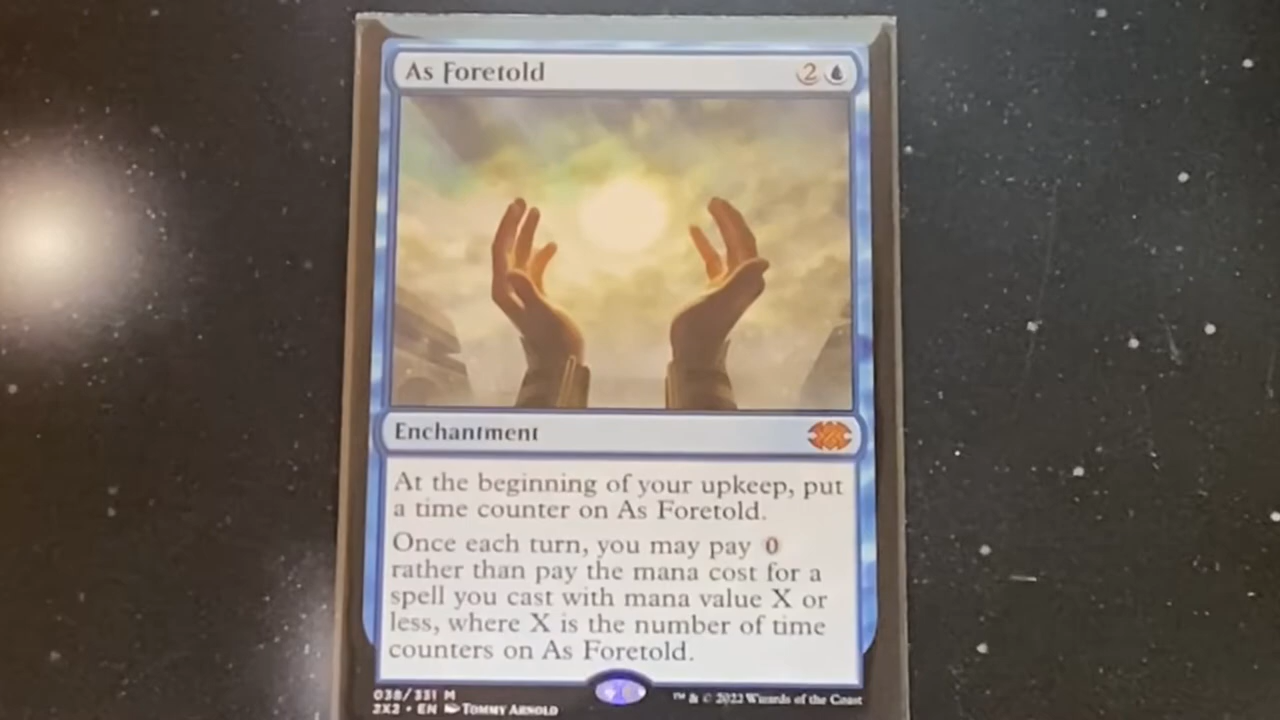 As Foretold 2
Enchantment
At the beginning of your upkeep, put
a time counter on As Foretold.
Once each turn, you may pay 0
rather than pay the mana cost for a
spell you cast with mana value X or
less, where X is the number of time
counters on As Foretold.
038/331 M
2X2 • EN Tommy Arnold
™ & © 2022 Wizards of the Coast